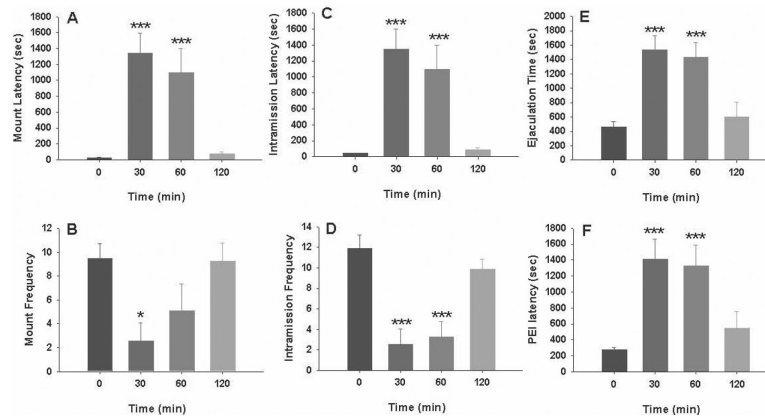 A
Mount Latency (sec)
1800
1600
1400
1200
1000
800
600
400
200
0
***
***
0 30 60 120
Time (min)
C
Intramission Latency (sec)
1800
1600
1400
1200
1000
800
600
400
200
0
***
***
0 30 60 120
Time (min)
E
Ejaculation Time (sec)
2000
1800
1600
1400
1200
1000
800
600
400
200
0
***
***
0 30 60 120
Time (min)
B
Mount Frequency
12
10
8
6
4
2
0
*
0 30 60 120
Time (min)
D
Intramission Frequency
14
12
10
8
6
4
2
0
***
***
0 30 60 120
Time (min)
F
PEI latency (sec)
1800
1600
1400
1200
1000
800
600
400
200
0
***
***
0 30 60 120
Time (min)